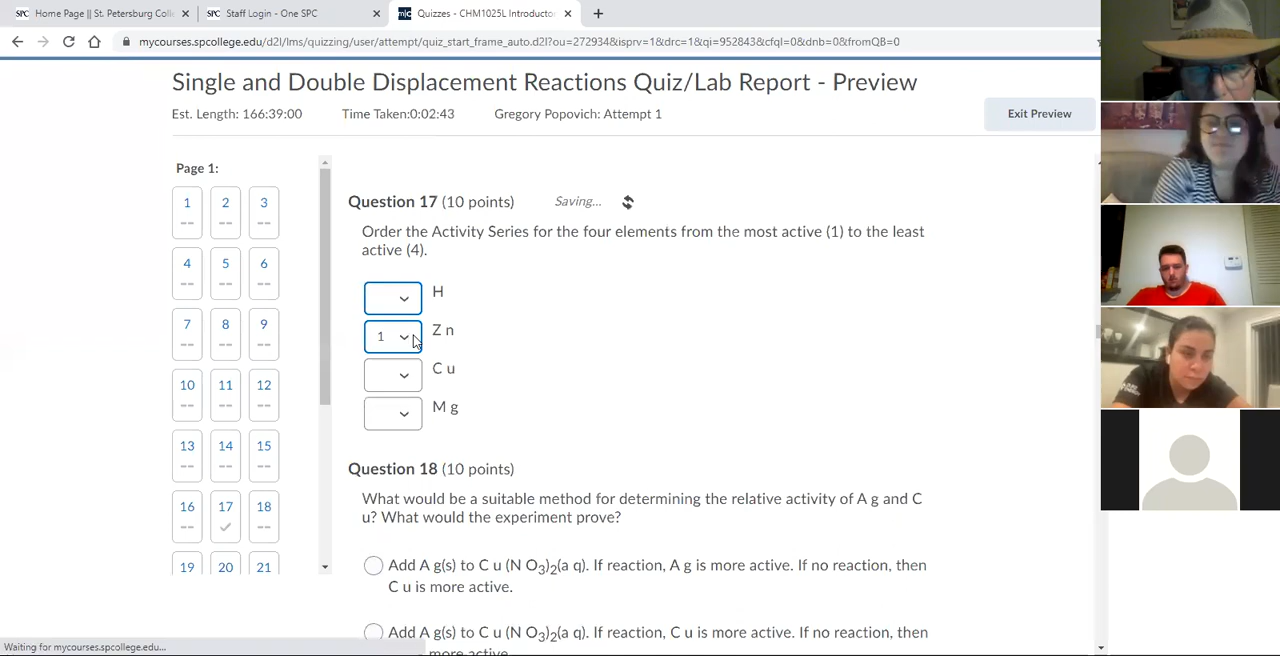 SPC Home Page || St. Petersburg Coll
SPC Staff Login - One SPC
m|c Quizzes - CHM1025L Introducto
mycourses.spcollege.edu/d2l/lms/quizzing/user/attempt/quiz_start_frame_auto.d2l?ou=272934&isprv=1&drc=1&qi=952843&cfql=0&dnb=0&fromQB=0
Single and Double Displacement Reactions Quiz/Lab Report - Preview
Est. Length: 166:39:00 Time Taken:0:02:43 Gregory Popovich: Attempt 1
Exit Preview
Page 1:
1 2 3
-- -- --
4 5 6
-- -- --
7 8 9
-- -- --
10 11 12
-- -- --
13 14 15
-- -- --
16 17 18
-- --
19 20 21
Question 17 (10 points) Saving...
Order the Activity Series for the four elements from the most active (1) to the least
active (4).
H
1 Z n
C u
M g
Question 18 (10 points)
What would be a suitable method for determining the relative activity of A g and C
u? What would the experiment prove?
Add A g(s) to C u (N O3)2(a q). If reaction, A g is more active. If no reaction, then
C u is more active.
Add A g(s) to C u (N O3)2(a q). If reaction, C u is more active. If no reaction, then
more active.
Waiting for mycourses.spcollege.edu...